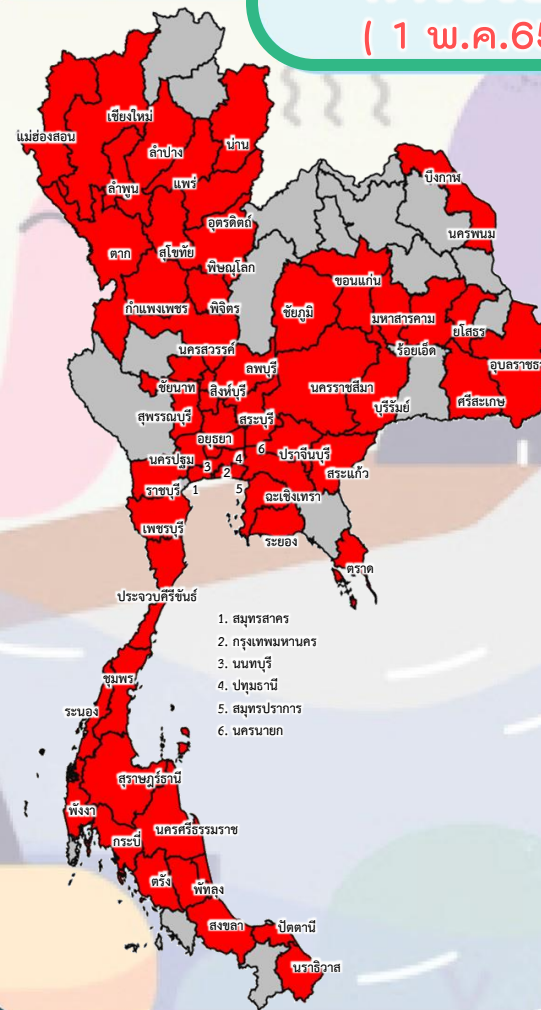 ( 1 พ.ค.65
เชียงใหม่
แม่ฮ่องสอน
น่าน
ลำปาง
แพร่
ลำพูน
บึงกาฬ
อุตรดิตถ์
นครพนม
ตาก
สุโขทัย
พิษณุโลก
ขอนแก่น
กำแพงเพชร
พิจิตร
ชัยภูมิ
มหาสารคาม
ยโสธร
นครสวรรค์
ร้อยเอ็ด
ลพบุรี
อุบลราชธา
ชัยนาท
สิงห์บุรี
นครราชสีมา
บุรีรัมย์
ศรีสะเกษ
สุพรรณบุรี
สระบุรี
อยุธยา
6
ปราจีนบุรี
นครปฐม
3
4
2
สระแก้ว
ราชบุรี
1
5
ฉะเชิงเทรา
เพชรบุรี
ระยอง
ตราด
ประจวบคีรีขันธ์
1. สมุทรสาคร
2. กรุงเทพมหานคร
3. นนทบุรี
4. ปทุมธานี
5. สมุทรปราการ
6. นครนายก
ชุมพร
ระนอง
สุราษฎร์ธานี
พังงา
นครศรีธรรมราช
กระบี่
ตรัง
พัทลุง
สงขลา
ปัตตานี
นราธิวาส